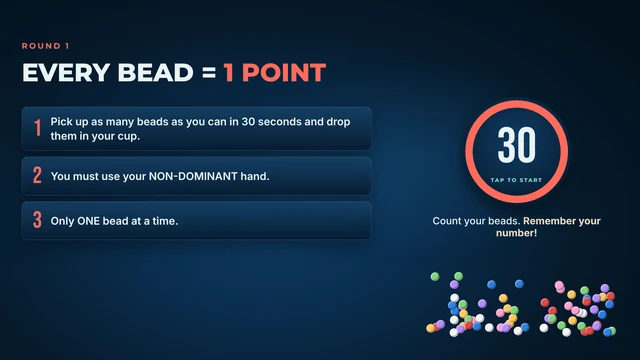 ROUND 1
EVERY BEAD = 1 POINT
1 Pick up as many beads as you can in 30 seconds and drop
them in your cup.
2 You must use your NON-DOMINANT hand.
3 Only ONE bead at a time.
30
TAP TO START
Count your beads. Remember your
number!